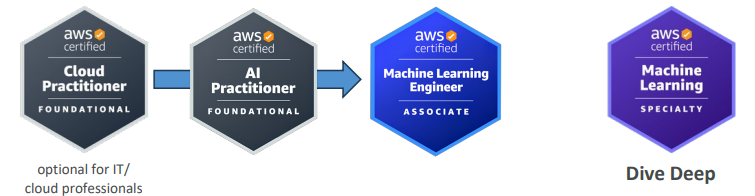 aws
certified
Cloud
Practitioner
FOUNDATIONAL
optional for IT/
cloud professionals
aws
certified
AI
Practitioner
FOUNDATIONAL
aws
certified
Machine Learning
Engineer
ASSOCIATE
aws
certified
Machine
Learning
SPECIALTY
Dive Deep